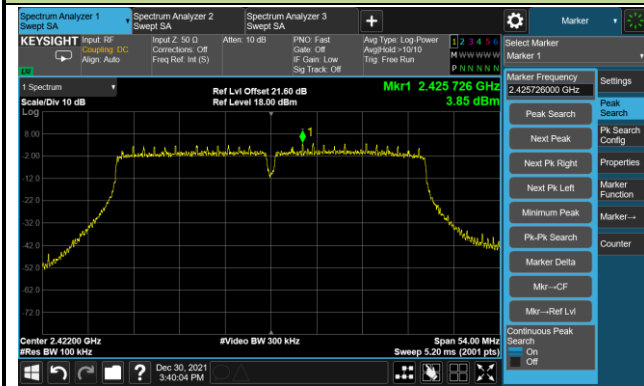 Spectrum Analyzer 1
Swept SA
Spectrum Analyzer 2
Swept SA
Spectrum Analyzer 3
Swept SA
+
Marker
KEYSIGHT
Input: RF
Coupling: DC
Align: Auto
Input Z: 50 Ω
Corrections: Off
Freq Ref: Int (S)
Atten: 10 dB
PNO: Fast
Gate: Off
IF Gain: Low
Sig Track: Off
Avg Type: Log-Power
Avg|Hold:>10/10
Trig: Free Run
1 2 3 4 5 6
M W W W W W
P N N N N N
Select Marker
Marker 1
LXI
1 Spectrum
Scale/Div 10 dB
Ref Lvl Offset 21.60 dB
Ref Level 18.00 dBm
Mkr1 2.425 726 GHz
3.85 dBm
Log
8.00
-2.00
-12.0
-22.0
-32.0
-42.0
-52.0
-62.0
-72.0
1
Center 2.42200 GHz
#Res BW 100 kHz
#Video BW 300 kHz
Span 54.00 MHz
Sweep 5.20 ms (2001 pts)
Marker Frequency
2.425726000 GHz
Peak Search
Next Peak
Next Pk Right
Next Pk Left
Minimum Peak
Pk-Pk Search
Marker Delta
Mkr→CF
Mkr→Ref Lvl
Continuous Peak
Search
On
Off
Settings
Peak
Search
Pk Search
Config
Properties
Marker
Function
Marker→
Counter
?
Dec 30, 2021
3:40:04 PM